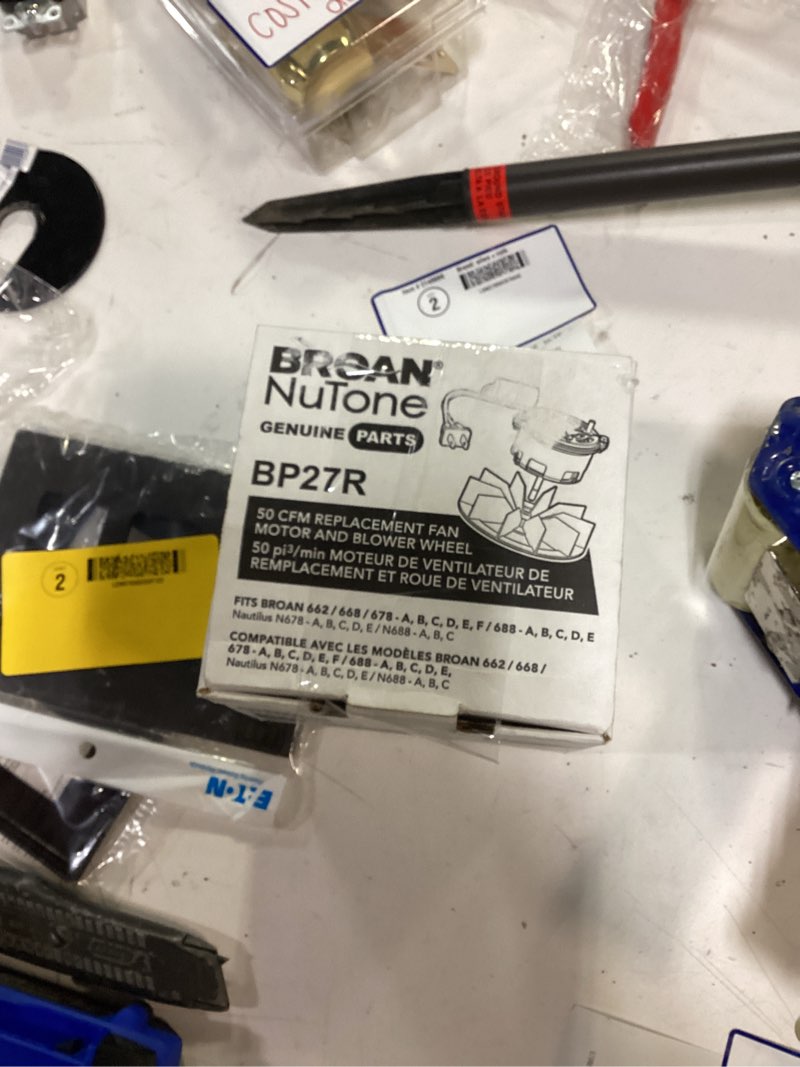 2
BROAN®
NuTone
GENUINE PARTS
BP27R
50 CFM REPLACEMENT FAN
MOTOR AND BLOWER WHEEL
50 pi³/min MOTEUR DE VENTILATEUR DE
REMPLACEMENT ET ROUE DE VENTILATEUR
FITS BROAN 662 / 668 / 678 - A, B, C, D, E, F / 688 - A, B, C, D, E
Nautilus N678 - A, B, C, D, E / N688 - A, B, C
COMPATIBLE AVEC LES MODÈLES BROAN 662 / 668 /
678 - A, B, C, D, E, F / 688 - A, B, C, D, E,
Nautilus N678 - A, B, C, D, E / N688 - A, B, C
2
EATON